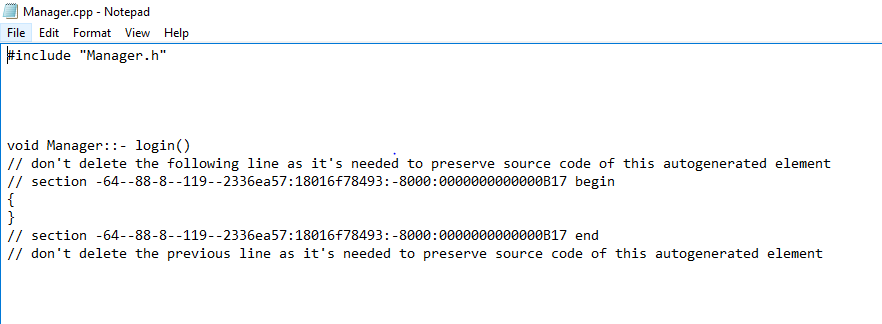 Manager.cpp - Notepad
File Edit Format View Help
#include "Manager.h"
void Manager::- login()
// don't delete the following line as it's needed to preserve source code of this autogenerated element
// section -64--88-8--119--2336ea57:18016f78493:-8000:0000000000000B17 begin
{
}
// section -64--88-8--119--2336ea57:18016f78493:-8000:0000000000000B17 end
// don't delete the previous line as it's needed to preserve source code of this autogenerated element